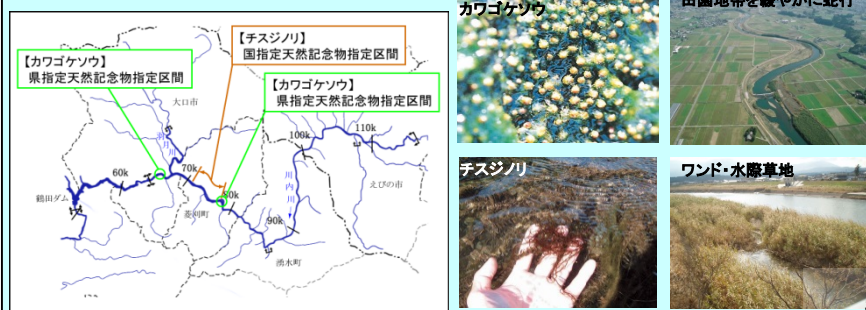 【チスジノリ】
国指定天然記念物指定区間
【カワゴケソウ】
県指定天然記念物指定区間
【カワゴケソウ】
県指定天然記念物指定区間
大口市
羽月川
60k
70k
80k
90k
100k
110k
鶴田ダム
菱刈町
川内川
えびの市
湧水町
カワゴケソウ
田園地帯を緩やかに蛇行
チスジノリ
ワンド・水際草地